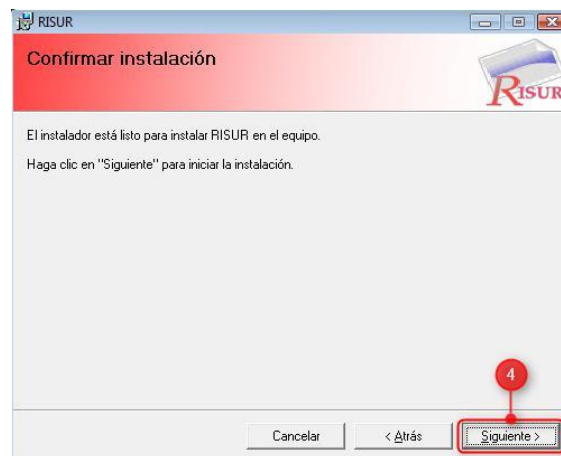 RISUR
Confirmar instalación
RISUR
El instalador está listo para instalar RISUR en el equipo.
Haga clic en "Siguiente" para iniciar la instalación.
4
Cancelar
< Atrás
Siguiente >